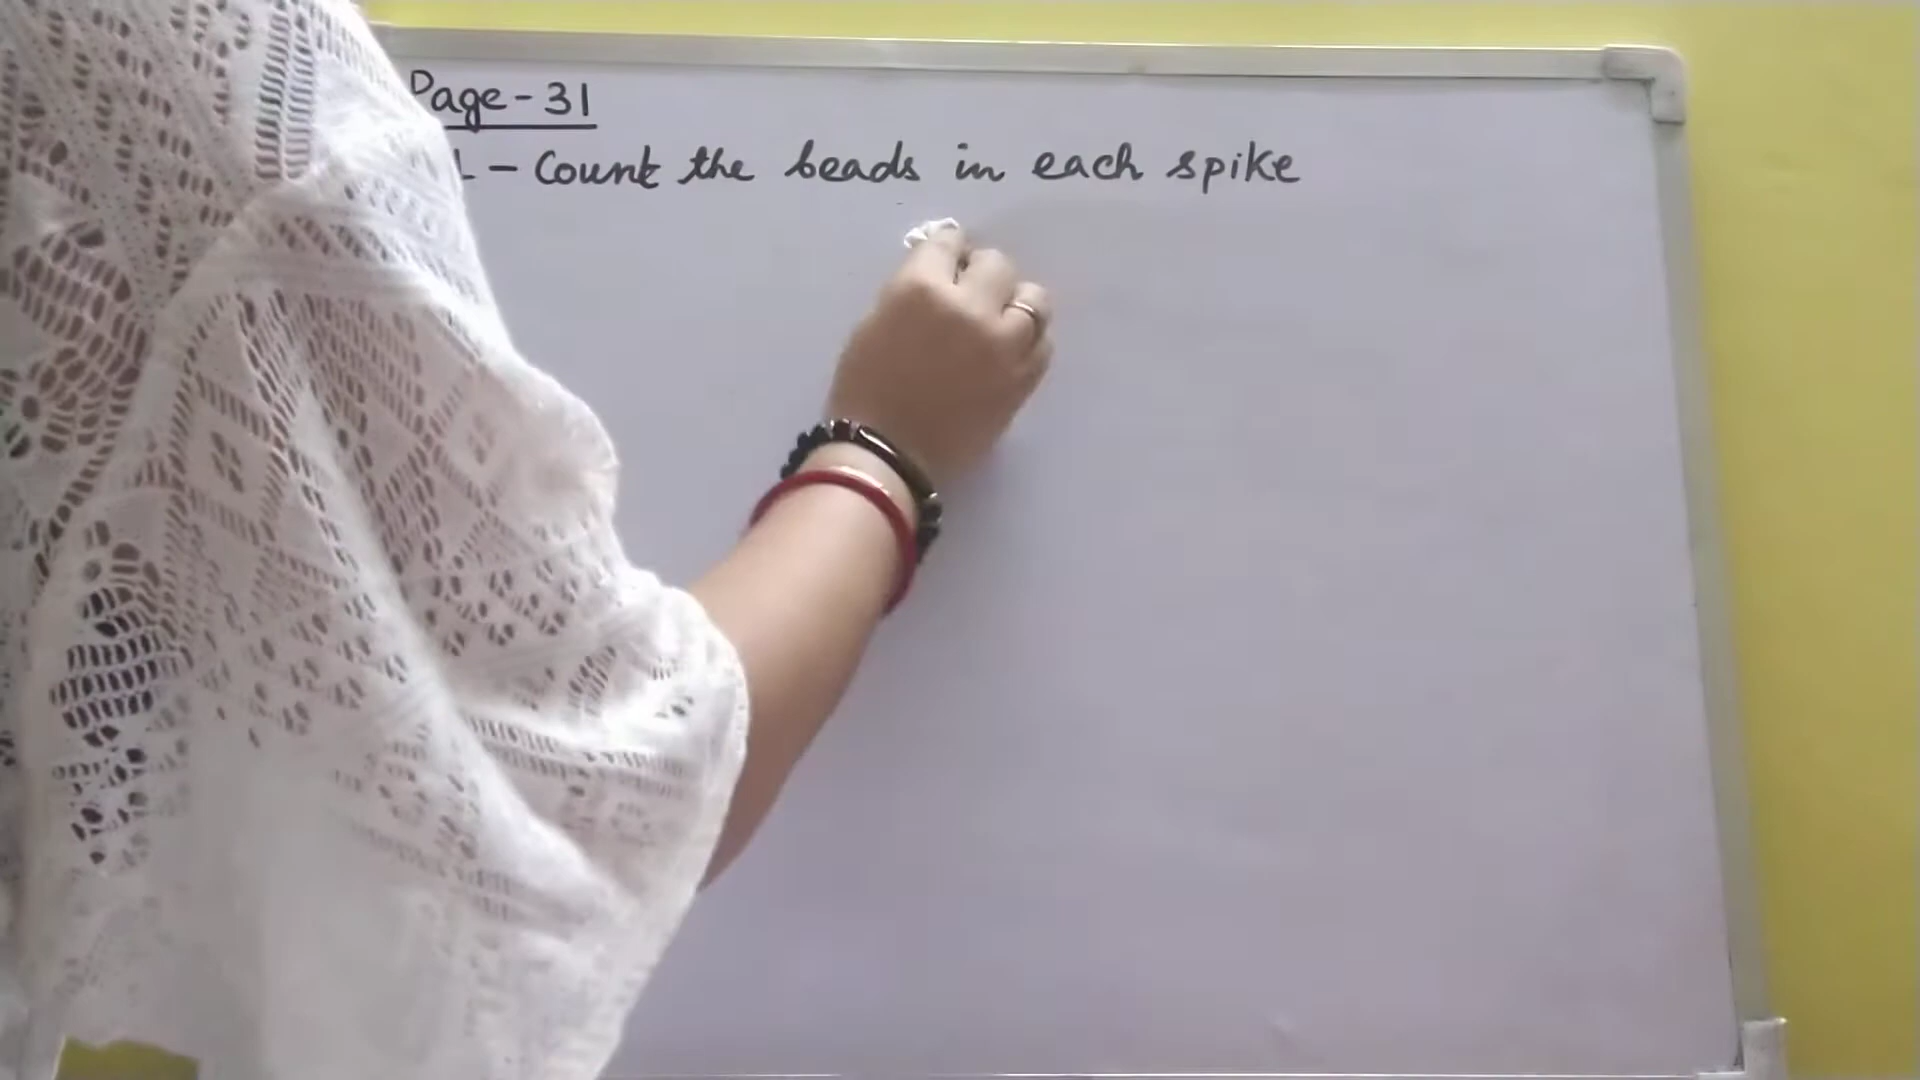 Page-31
- Count the beads in each spike